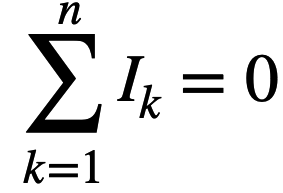 n
∑ I_k = 0
k=1